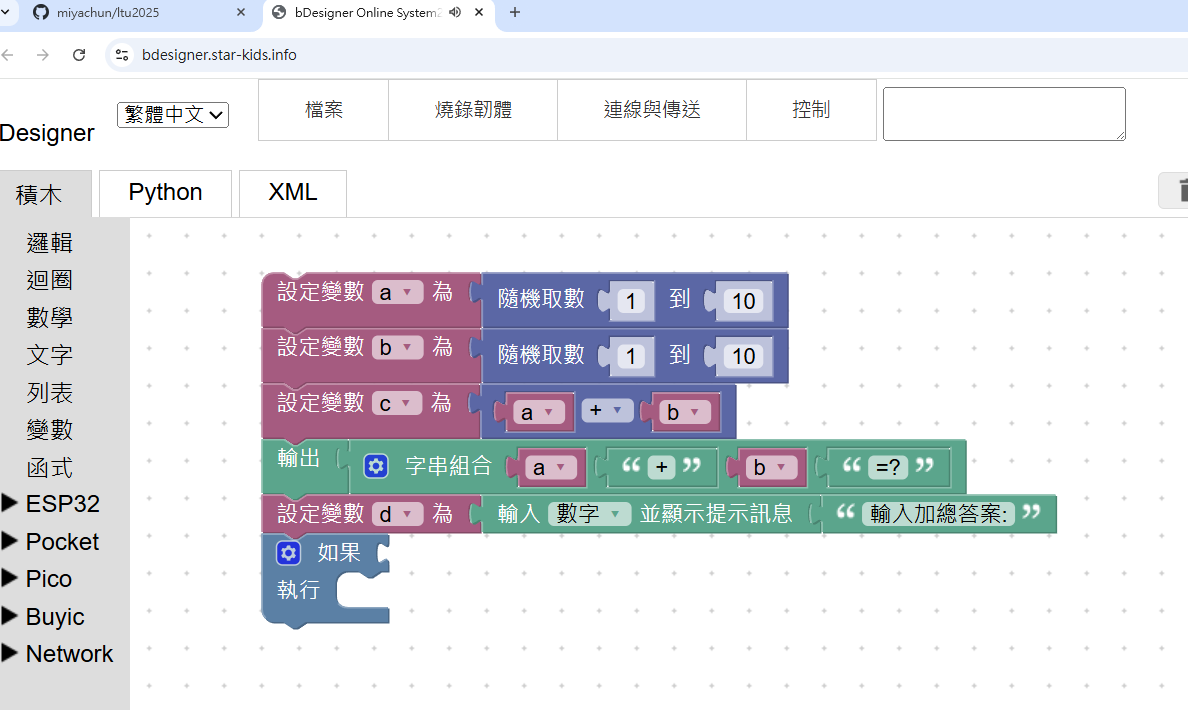 miyachun/ltu2025
bDesigner Online System2
bdesigner.star-kids.info
Designer
繁體中文
檔案
燒錄韌體
連線與傳送
控制
積木
Python
XML
邏輯
迴圈
數學
文字
列表
變數
函式
ESP32
Pocket
Pico
Buyic
Network
設定變數 a 為 隨機取數 1 到 10
設定變數 b 為 隨機取數 1 到 10
設定變數 c 為 a + b
輸出 字串組合 a “ + ” b “ =? ”
設定變數 d 為 輸入 數字 並顯示提示訊息 “ 輸入加總答案: ”
如果
執行